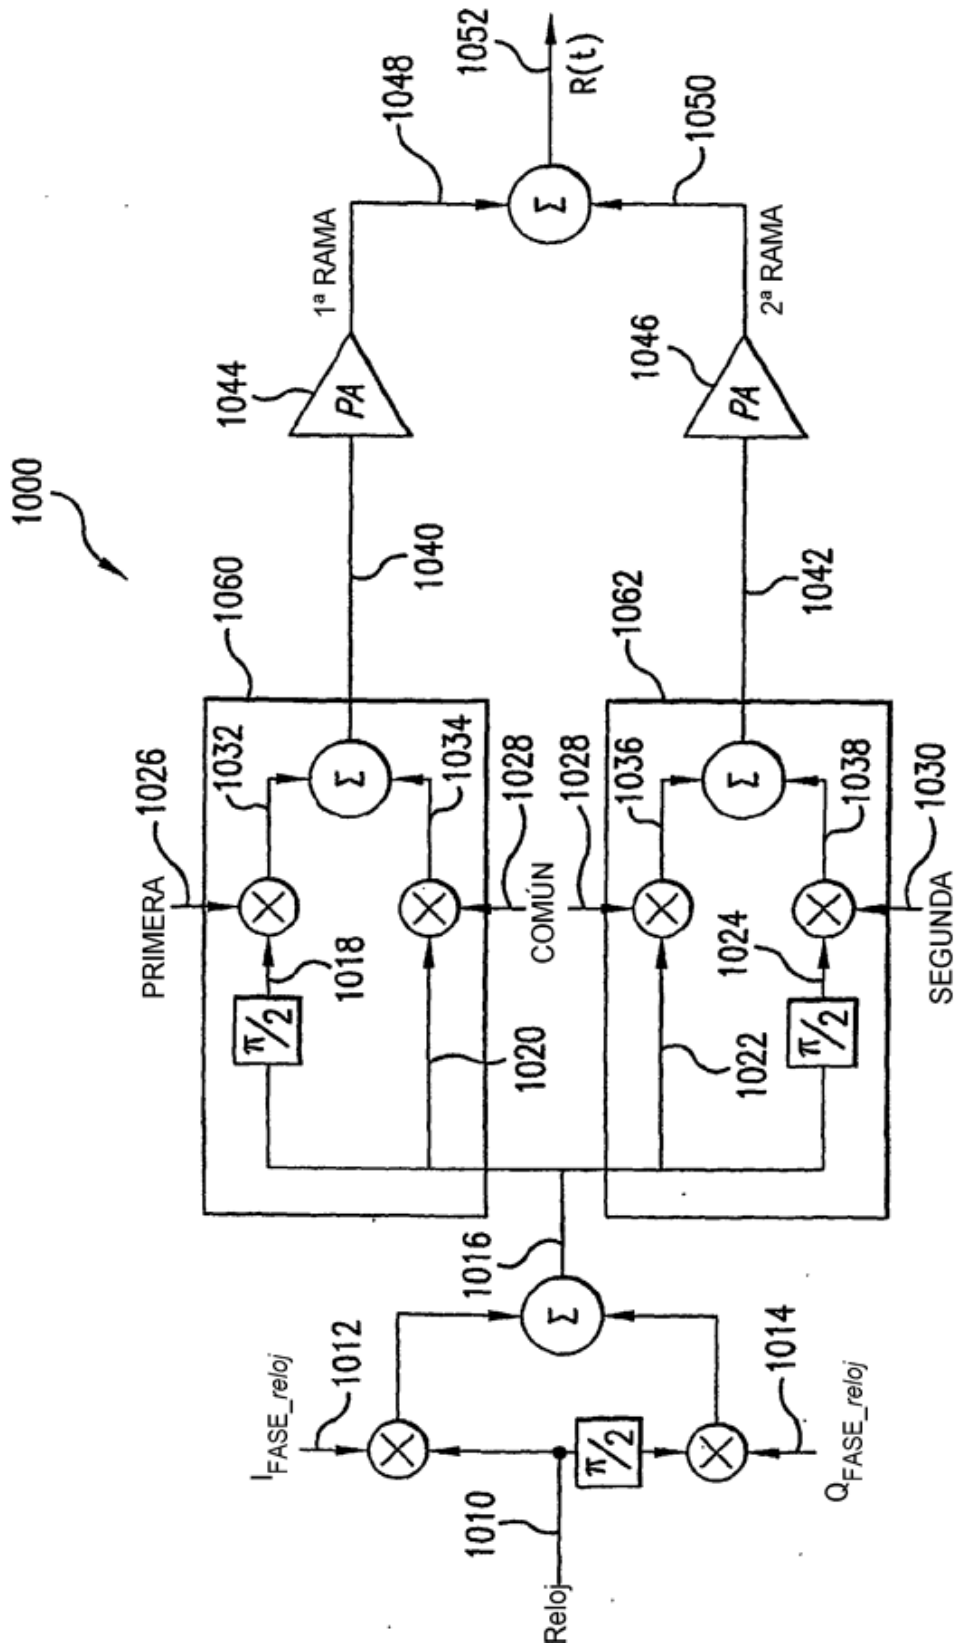 1000
Reloj
1010
I_FASE_reloj
1012
π/2
Q_FASE_reloj
1014
Σ
1016
PRIMERA
1026
1060
π/2
1018
1032
Σ
1020
1034
1028
COMÚN
1028
1062
1022
1036
Σ
π/2
1024
1038
1030
SEGUNDA
1040
1042
1044
PA
1046
PA
1ª RAMA
2ª RAMA
1048
1050
Σ
1052
R(t)